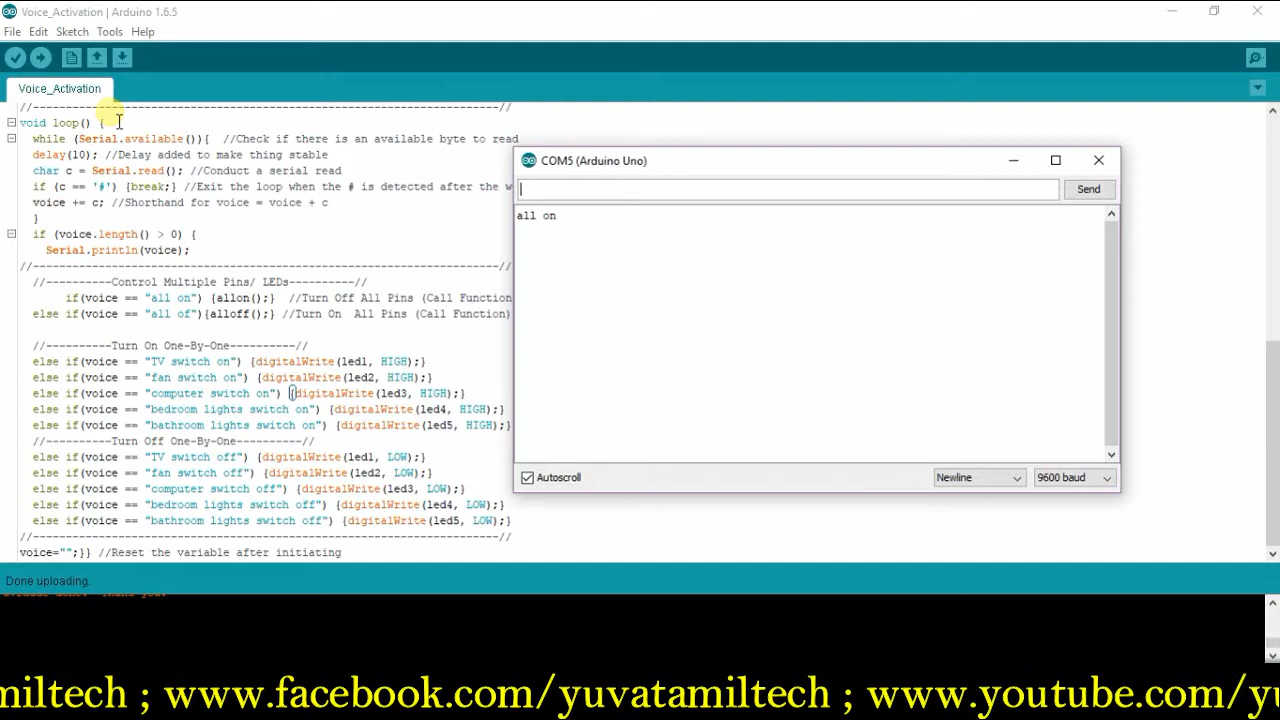 Voice_Activation | Arduino 1.6.5
File Edit Sketch Tools Help
Voice_Activation
//-----------------------------------------------------------------------//
void loop() {
while (Serial.available()){ //Check if there is an available byte to read
delay(10); //Delay added to make thing stable
char c = Serial.read(); //Conduct a serial read
if (c == '#') {break;} //Exit the loop when the # is detected after the w
voice += c; //Shorthand for voice = voice + c
}
if (voice.length() > 0) {
Serial.println(voice);
//-----------------------------------------------------------------------//
//----------Control Multiple Pins/ LEDs----------//
if(voice == "all on") {allon();} //Turn Off All Pins (Call Function)
else if(voice == "all of"){alloff();} //Turn On  All Pins (Call Function)
//----------Turn On One-By-One----------//
else if(voice == "TV switch on") {digitalWrite(led1, HIGH);}
else if(voice == "fan switch on") {digitalWrite(led2, HIGH);}
else if(voice == "computer switch on") {digitalWrite(led3, HIGH);}
else if(voice == "bedroom lights switch on") {digitalWrite(led4, HIGH);}
else if(voice == "bathroom lights switch on") {digitalWrite(led5, HIGH);}
//----------Turn Off One-By-One----------//
else if(voice == "TV switch off") {digitalWrite(led1, LOW);}
else if(voice == "fan switch off") {digitalWrite(led2, LOW);}
else if(voice == "computer switch off") {digitalWrite(led3, LOW);}
else if(voice == "bedroom lights switch off") {digitalWrite(led4, LOW);}
else if(voice == "bathroom lights switch off") {digitalWrite(led5, LOW);}
//-----------------------------------------------------------------------//
voice="";}} //Reset the variable after initiating
COM5 (Arduino Uno)
Send
all on
Autoscroll
Newline
9600 baud
Done uploading.
miltech ; www.facebook.com/yuvatamiltech ; www.youtube.com/yu